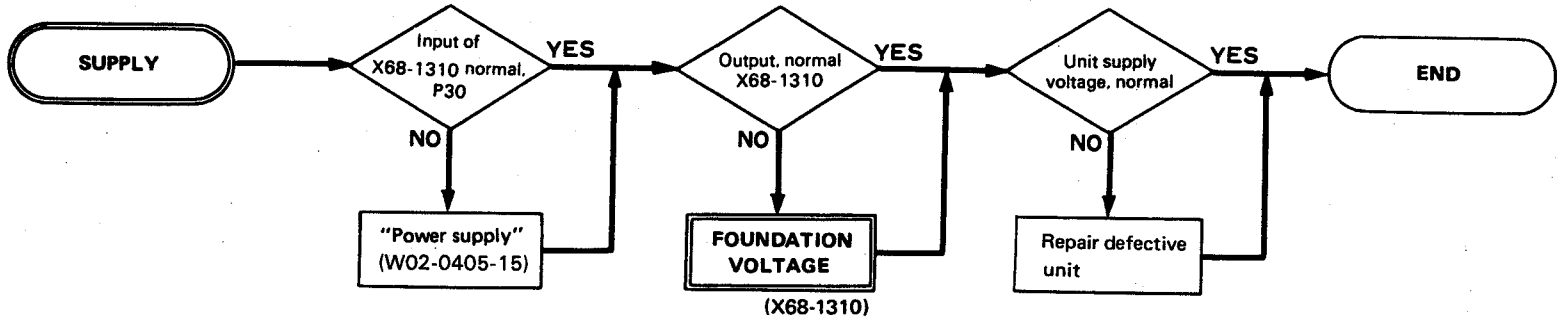 SUPPLY
Input of
X68-1310 normal,
P30
YES
NO
"Power supply"
(W02-0405-15)
Output, normal
X68-1310
YES
NO
FOUNDATION
VOLTAGE
(X68-1310)
Unit supply
voltage, normal
YES
NO
Repair defective
unit
END